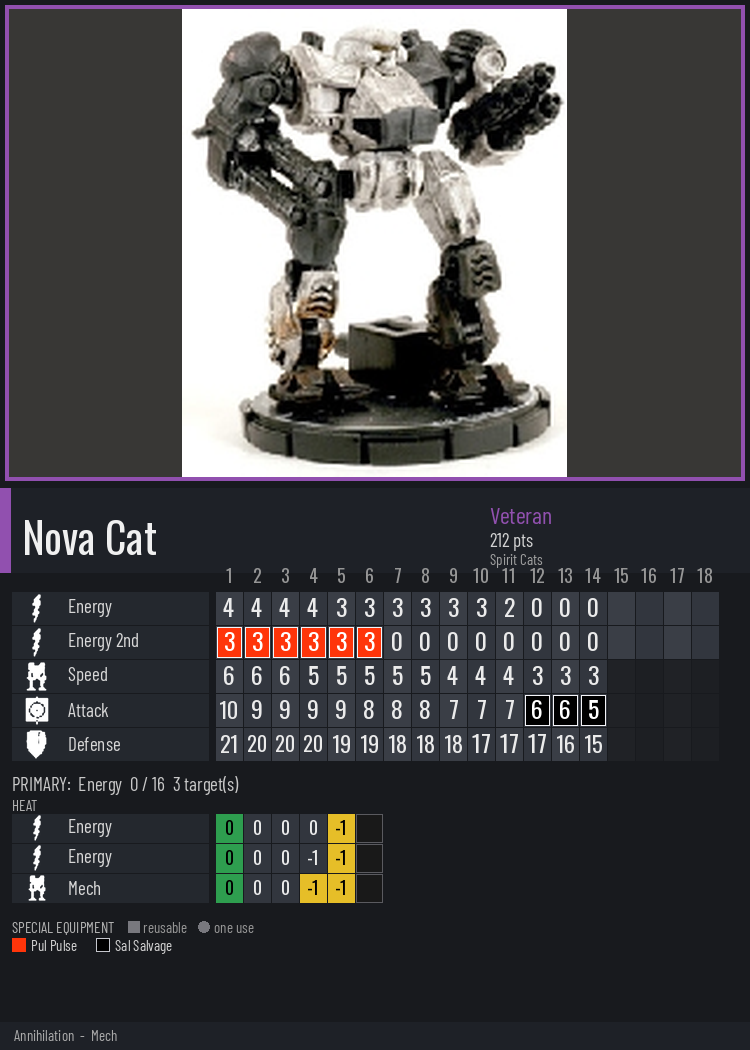 Nova Cat
Veteran
212 pts
Spirit Cats
1 2 3 4 5 6 7 8 9 10 11 12 13 14 15 16 17 18
Energy 4 4 4 4 3 3 3 3 3 3 2 0 0 0
Energy 2nd 3 3 3 3 3 3 0 0 0 0 0 0 0 0
Speed 6 6 6 5 5 5 5 5 4 4 4 3 3 3
Attack 10 9 9 9 9 8 8 8 7 7 7 6 6 5
Defense 21 20 20 20 19 19 18 18 18 17 17 17 16 15
PRIMARY: Energy 0 / 16 3 target(s)
HEAT
Energy 0 0 0 0 -1
Energy 0 0 0 -1 -1
Mech 0 0 0 -1 -1
SPECIAL EQUIPMENT reusable one use
Pul Pulse Sal Salvage
Annihilation - Mech